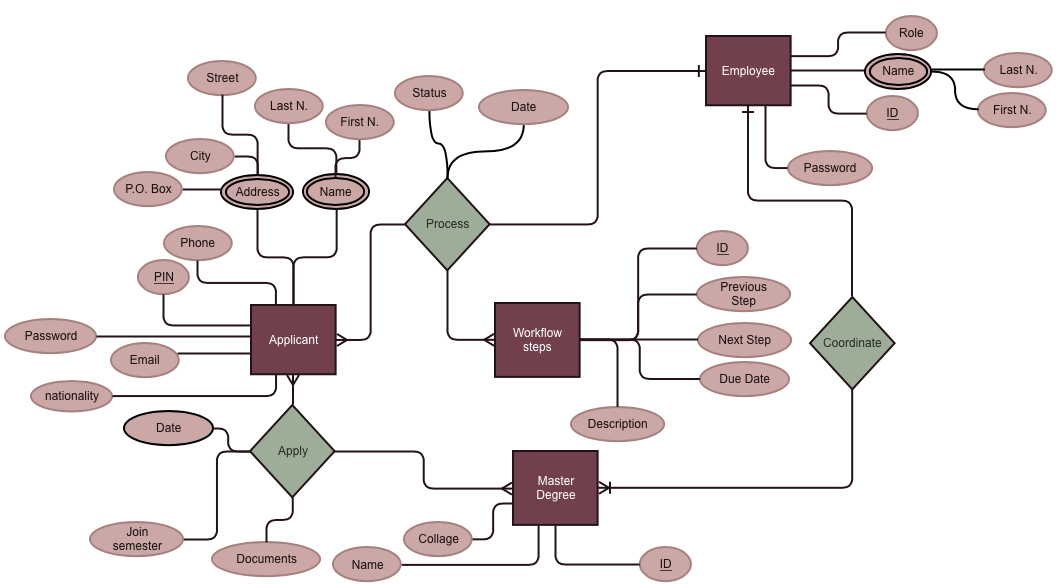 Role
Employee
Name
Last N.
Street
Status
Last N.
Date
First N.
ID
First N.
City
Password
P.O. Box
Address
Name
Process
Phone
ID
PIN
Previous
Step
Password
Applicant
Workflow
steps
Next Step
Coordinate
Email
Due Date
nationality
Date
Description
Apply
Master
Degree
Join
semester
Collage
Documents
Name
ID